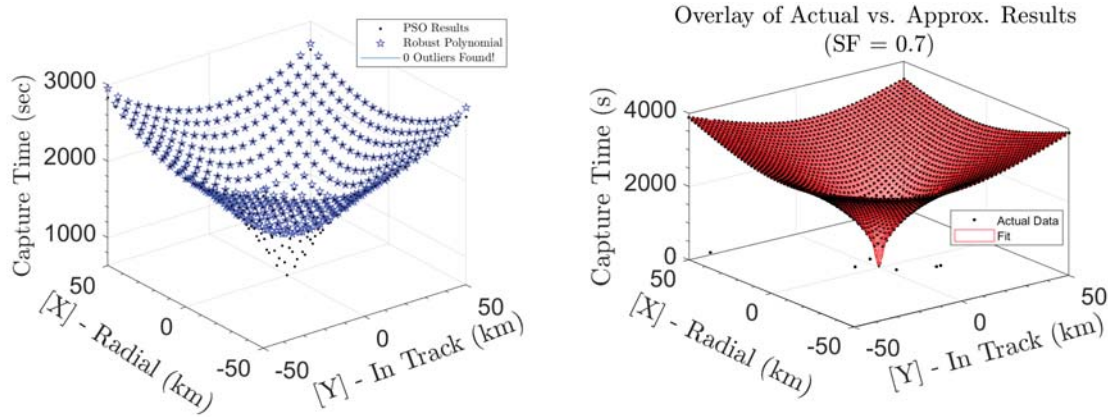 PSO Results
Robust Polynomial
0 Outliers Found!
Capture Time (sec)
3000
2000
1000
50
0
-50
[X] - Radial (km)
-50
0
50
[Y] - In Track (km)
Overlay of Actual vs. Approx. Results
(SF = 0.7)
Capture Time (s)
4000
2000
0
Actual Data
Fit
50
0
-50
[X] - Radial (km)
-50
0
50
[Y] - In Track (km)